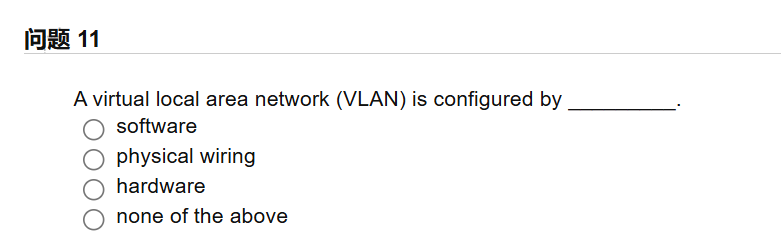 问题 11
A virtual local area network (VLAN) is configured by __________.
software
physical wiring
hardware
none of the above